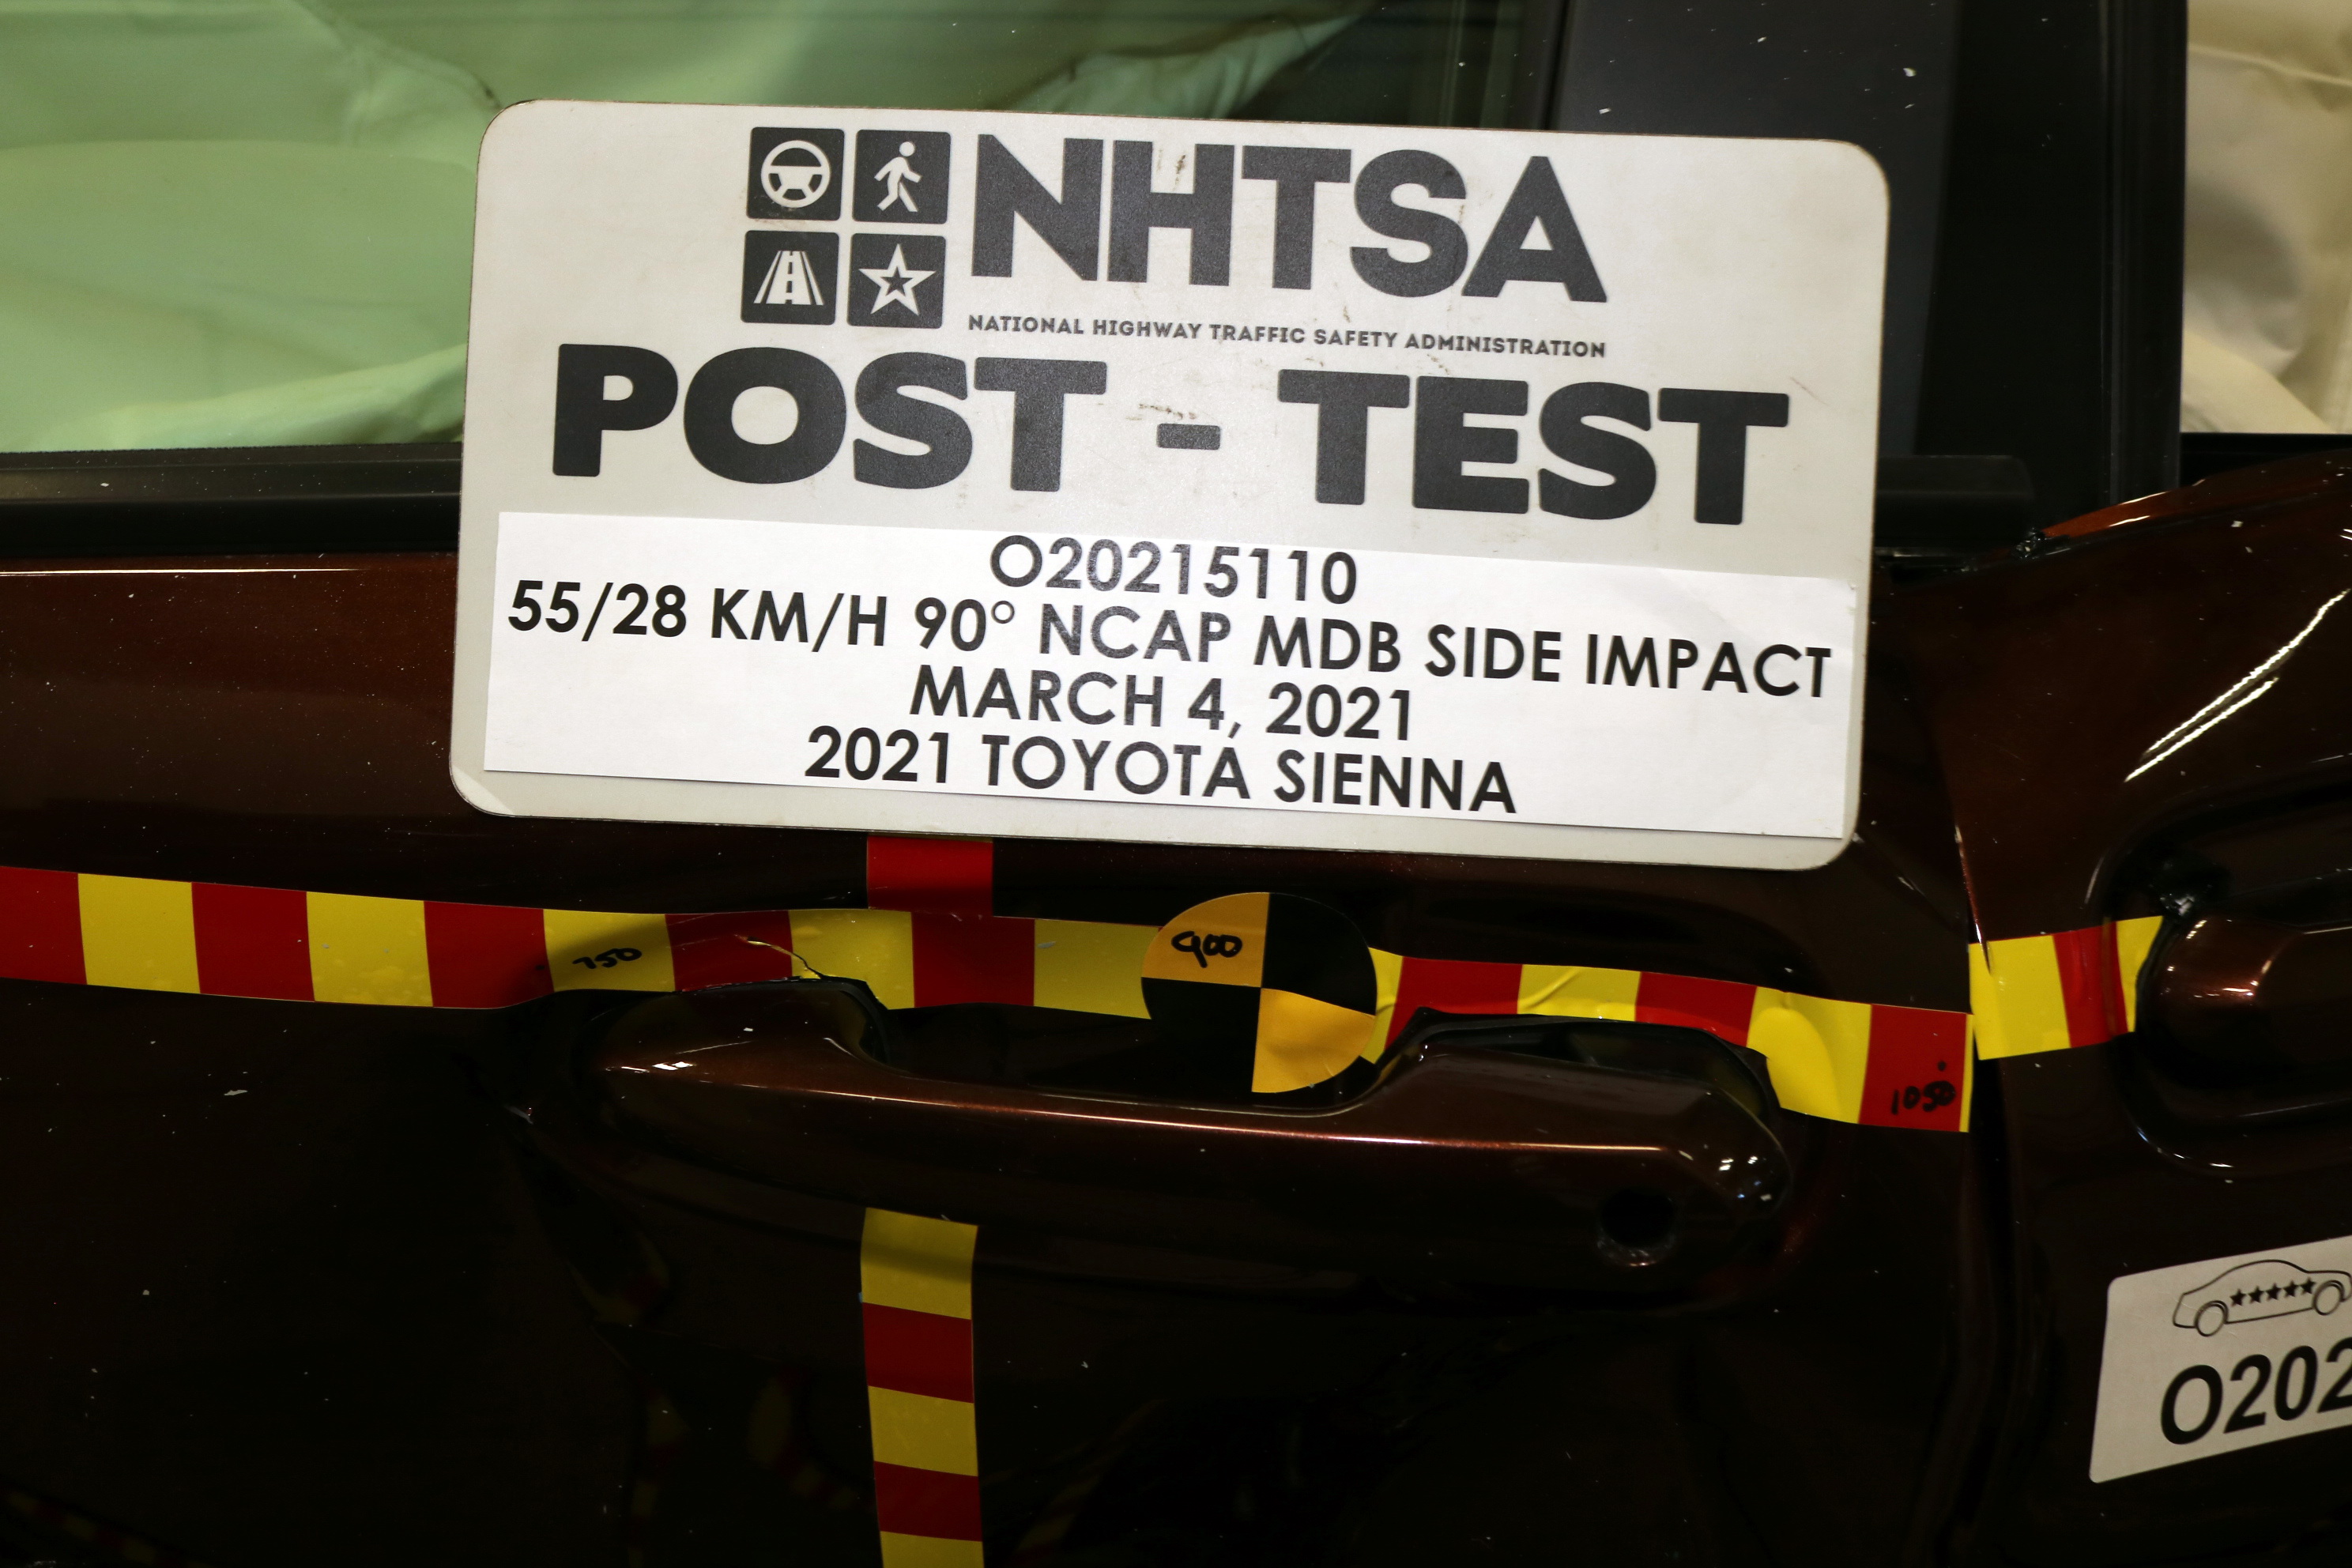 NHTSA
NATIONAL HIGHWAY TRAFFIC SAFETY ADMINISTRATION
POST - TEST
O20215110
55/28 KM/H 90° NCAP MDB SIDE IMPACT
MARCH 4, 2021
2021 TOYOTA SIENNA
750
900
1050
O202